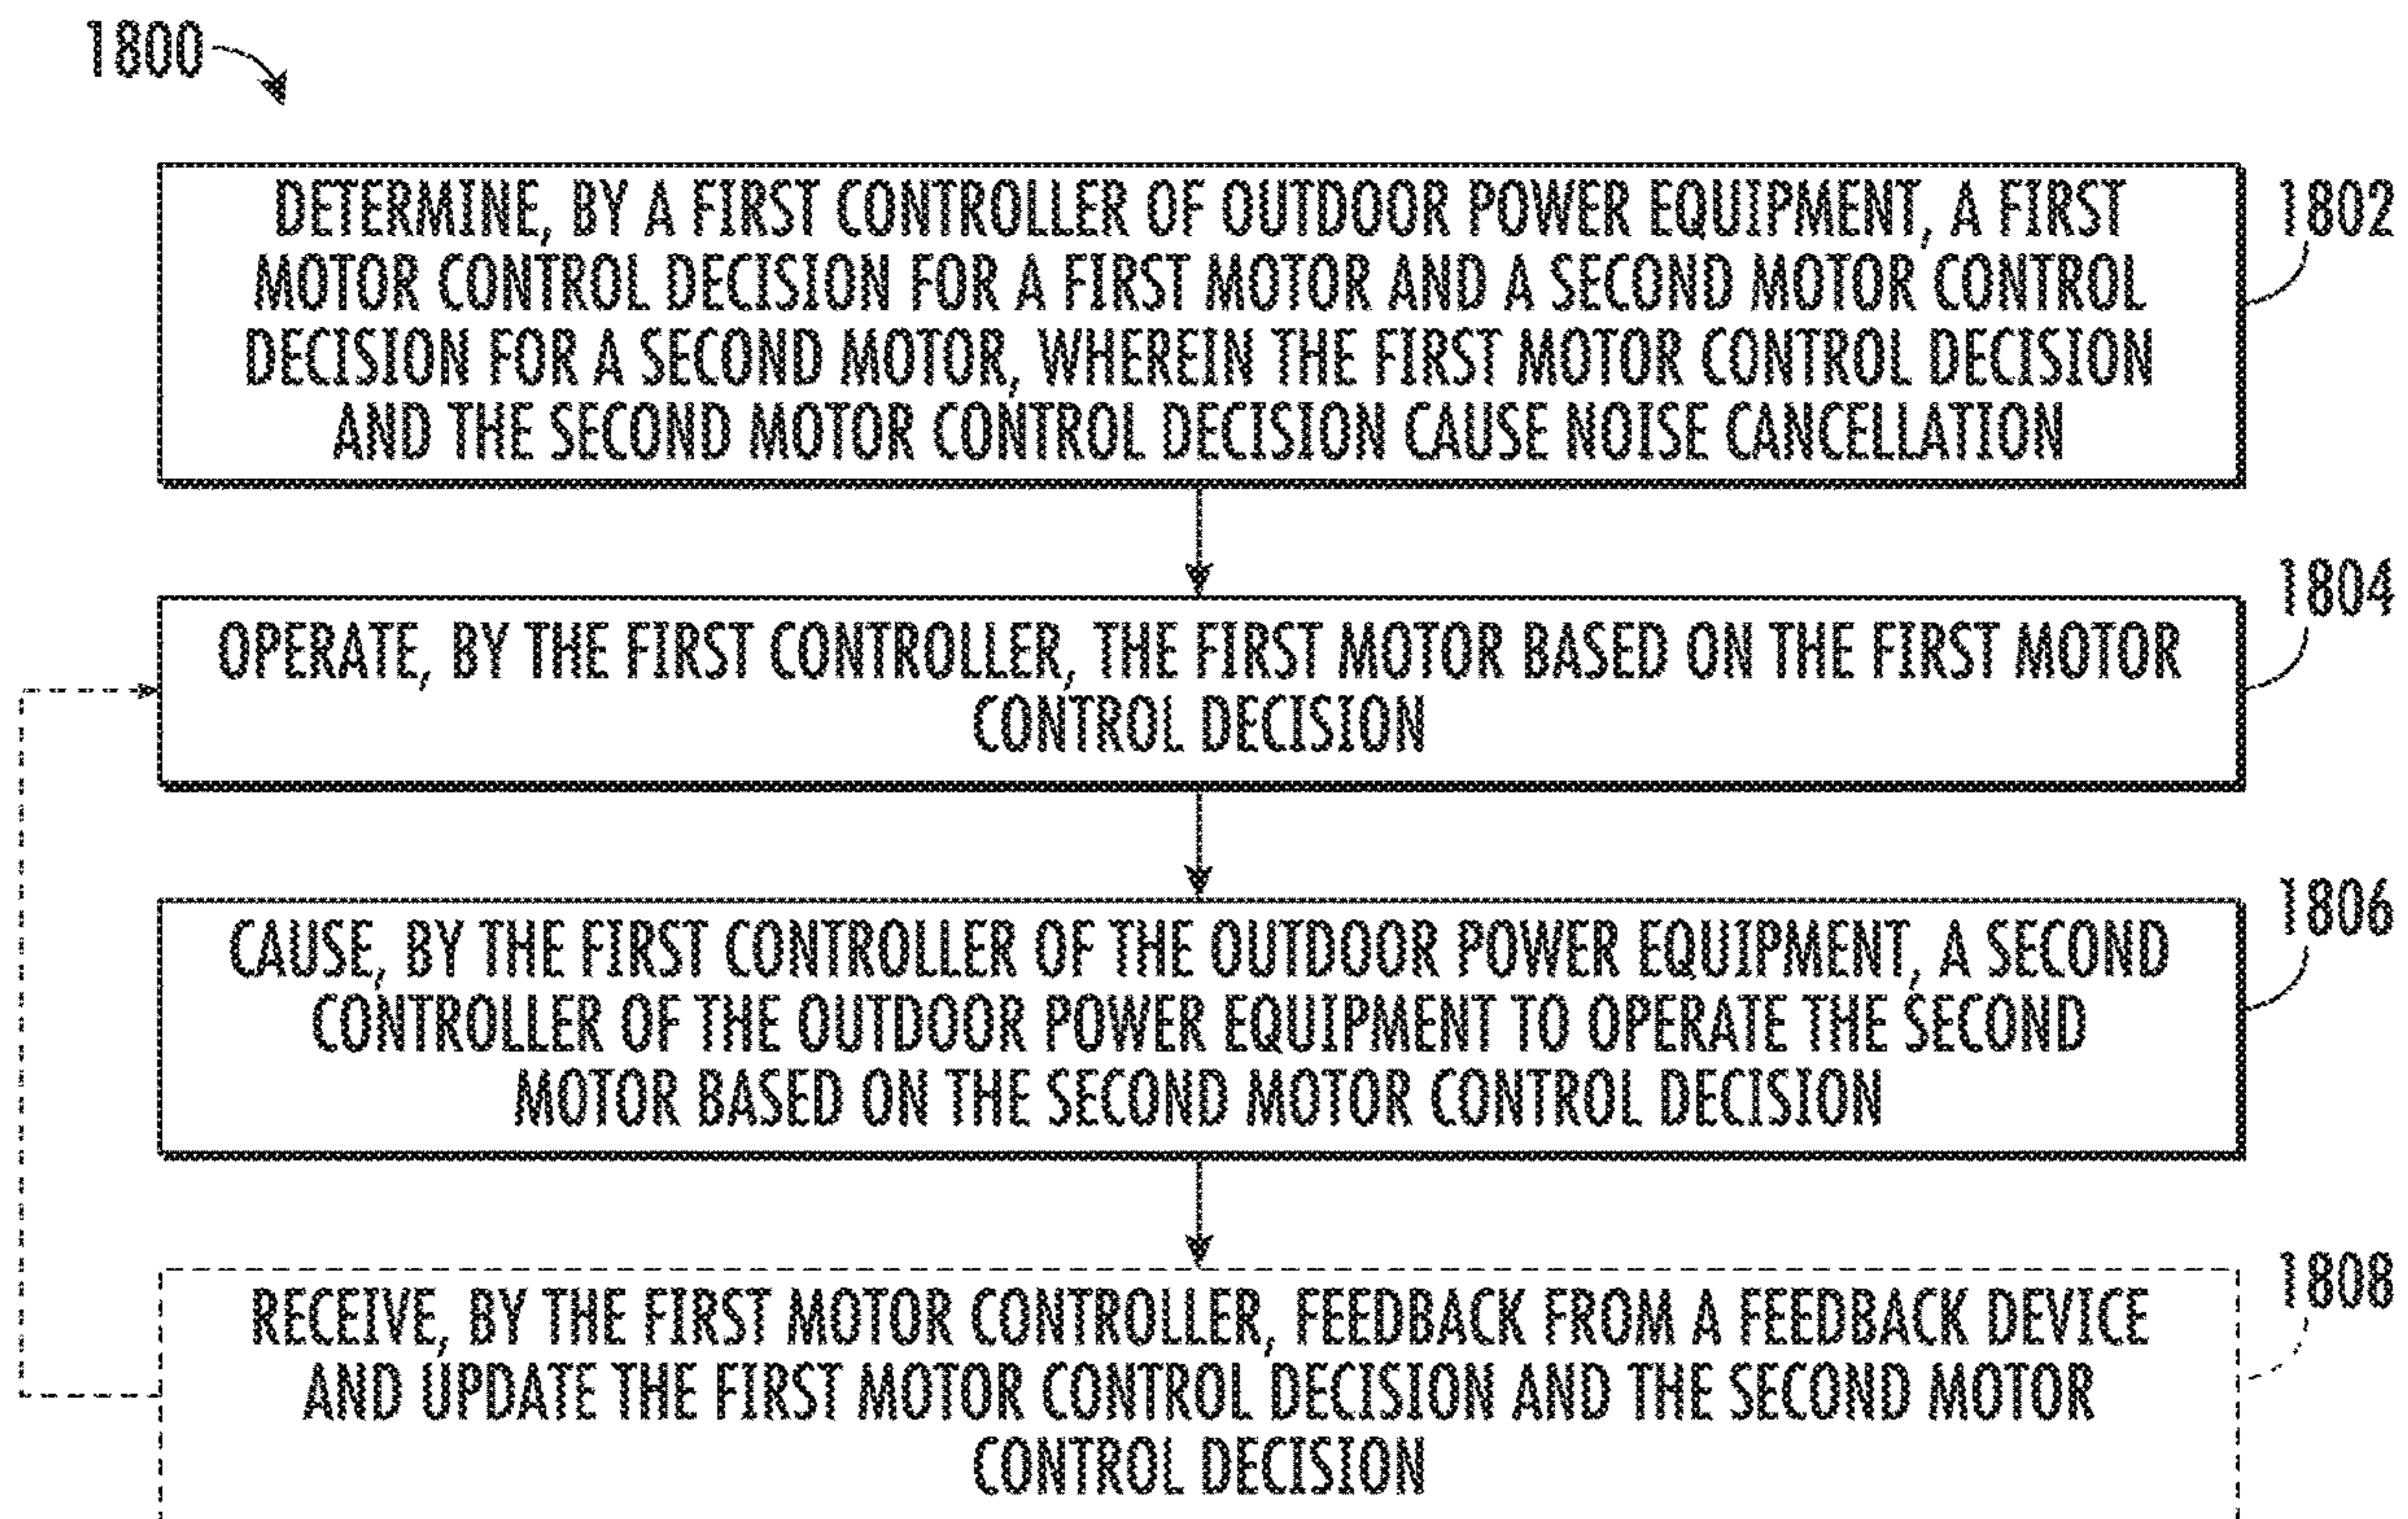 1800
DETERMINE, BY A FIRST CONTROLLER OF OUTDOOR POWER EQUIPMENT, A FIRST
MOTOR CONTROL DECISION FOR A FIRST MOTOR AND A SECOND MOTOR CONTROL
DECISION FOR A SECOND MOTOR, WHEREIN THE FIRST MOTOR CONTROL DECISION
AND THE SECOND MOTOR CONTROL DECISION CAUSE NOISE CANCELLATION
1802
OPERATE, BY THE FIRST CONTROLLER, THE FIRST MOTOR BASED ON THE FIRST MOTOR
CONTROL DECISION
1804
CAUSE, BY THE FIRST CONTROLLER OF THE OUTDOOR POWER EQUIPMENT, A SECOND
CONTROLLER OF THE OUTDOOR POWER EQUIPMENT TO OPERATE THE SECOND
MOTOR BASED ON THE SECOND MOTOR CONTROL DECISION
1806
RECEIVE, BY THE FIRST MOTOR CONTROLLER, FEEDBACK FROM A FEEDBACK DEVICE
AND UPDATE THE FIRST MOTOR CONTROL DECISION AND THE SECOND MOTOR
CONTROL DECISION
1808